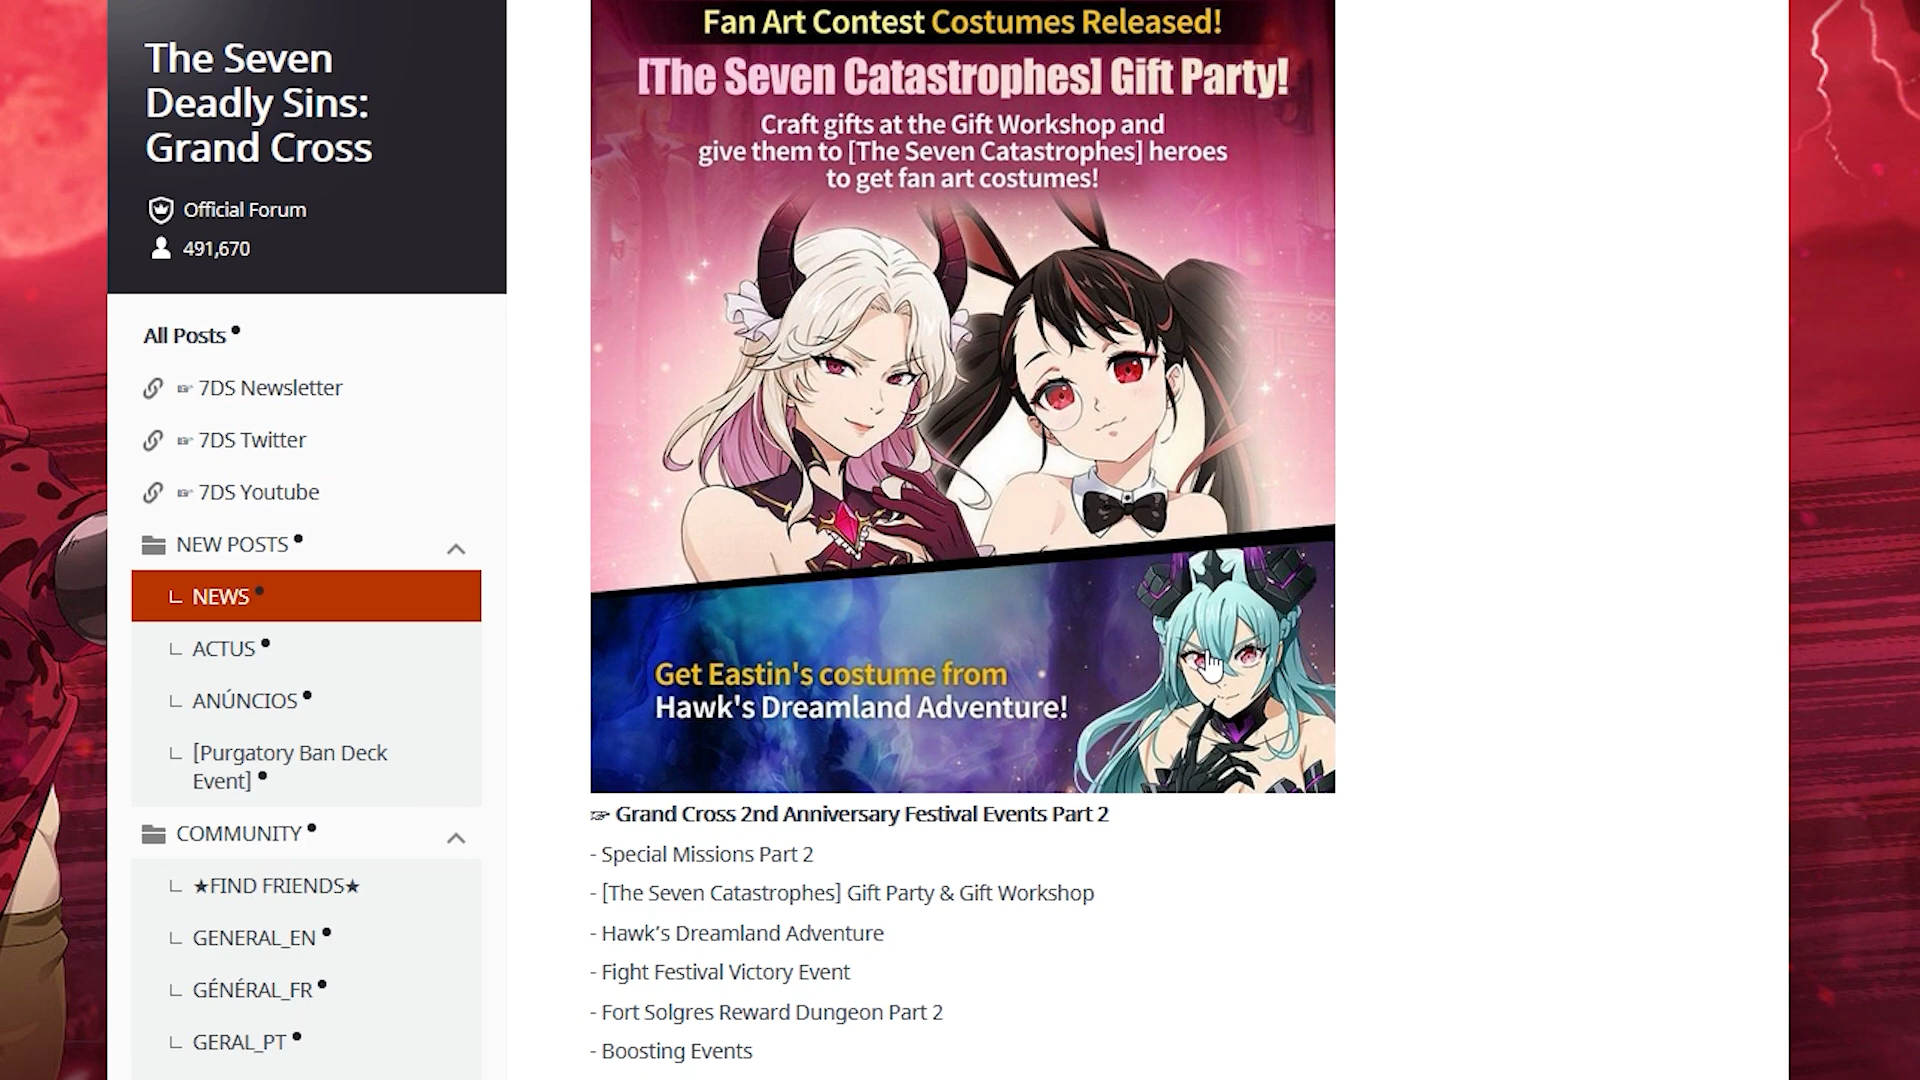 The Seven
Deadly Sins:
Grand Cross
Official Forum
491,670
All Posts
☞ 7DS Newsletter
☞ 7DS Twitter
☞ 7DS Youtube
NEW POSTS
NEWS
ACTUS
ANÚNCIOS
[Purgatory Ban Deck
Event]
COMMUNITY
★FIND FRIENDS★
GENERAL_EN
GÉNÉRAL_FR
GERAL_PT
Fan Art Contest Costumes Released!
[The Seven Catastrophes] Gift Party!
Craft gifts at the Gift Workshop and
give them to [The Seven Catastrophes] heroes
to get fan art costumes!
Get Eastin's costume from
Hawk's Dreamland Adventure!
☞ Grand Cross 2nd Anniversary Festival Events Part 2
- Special Missions Part 2
- [The Seven Catastrophes] Gift Party & Gift Workshop
- Hawk’s Dreamland Adventure
- Fight Festival Victory Event
- Fort Solgres Reward Dungeon Part 2
- Boosting Events